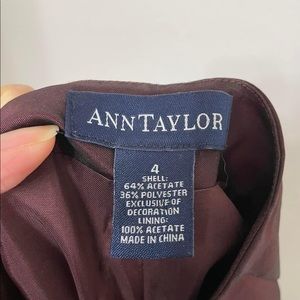 ANNTAYLOR
4
SHELL:
64% ACETATE
36% POLYESTER
EXCLUSIVE OF
DECORATION
LINING:
100% ACETATE
MADE IN CHINA